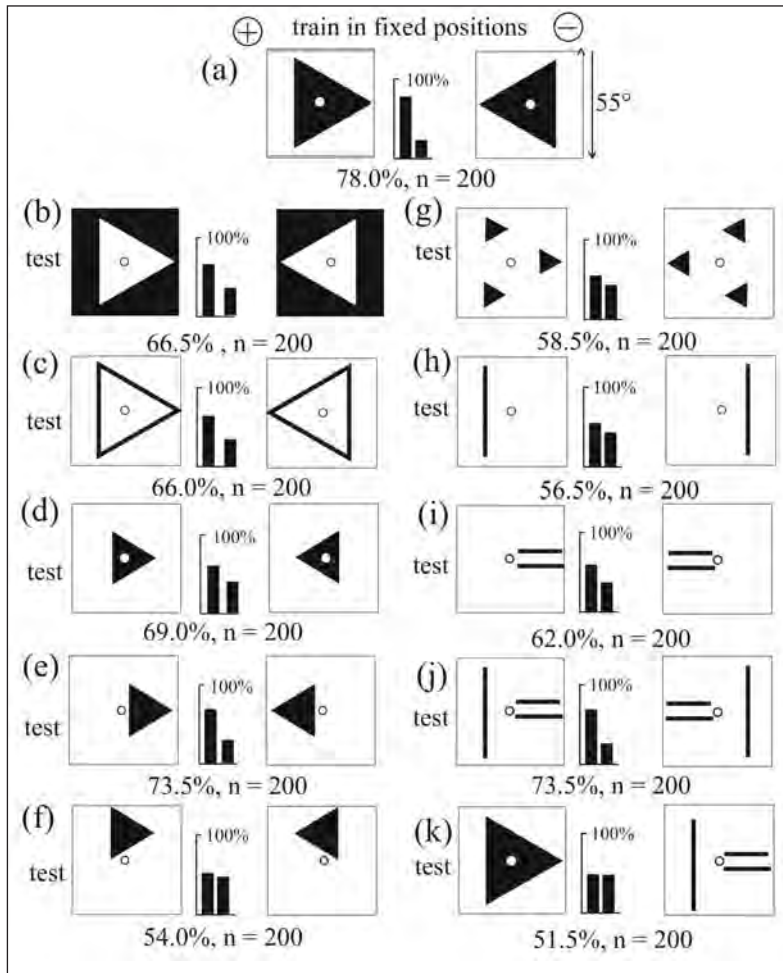 ⊕ train in fixed positions ⊖
(a)
100%
55°
78.0%, n = 200
(b)
test
100%
66.5% , n = 200
(c)
test
100%
66.0%, n = 200
(d)
test
100%
69.0%, n = 200
(e)
test
100%
73.5%, n = 200
(f)
test
100%
54.0%, n = 200
(g)
test
100%
58.5%, n = 200
(h)
test
100%
56.5%, n = 200
(i)
test
100%
62.0%, n = 200
(j)
test
100%
73.5%, n = 200
(k)
test
100%
51.5%, n = 200